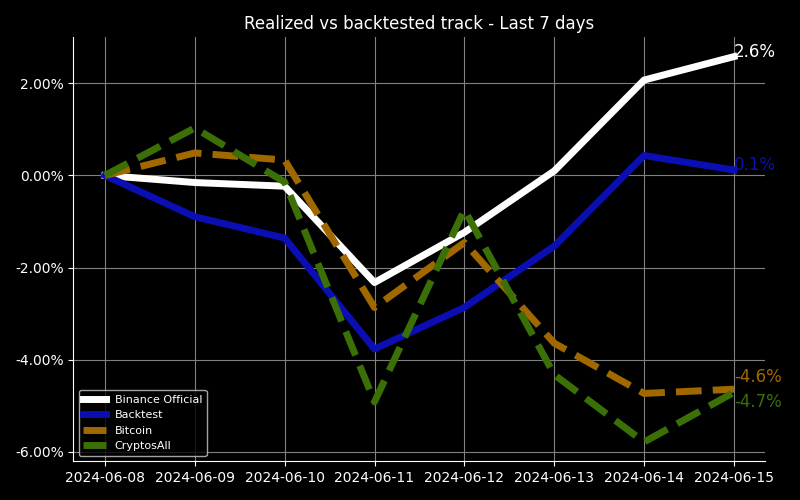 Realized vs backtested track - Last 7 days
2.6%
2.00%
0.1%
0.00%
-2.00%
-4.00%
-4.6%
-4.7%
Binance Official
Backtest
Bitcoin
CryptosAll
-6.00%
2024-06-08 2024-06-09 2024-06-10 2024-06-11 2024-06-12 2024-06-13 2024-06-14 2024-06-15